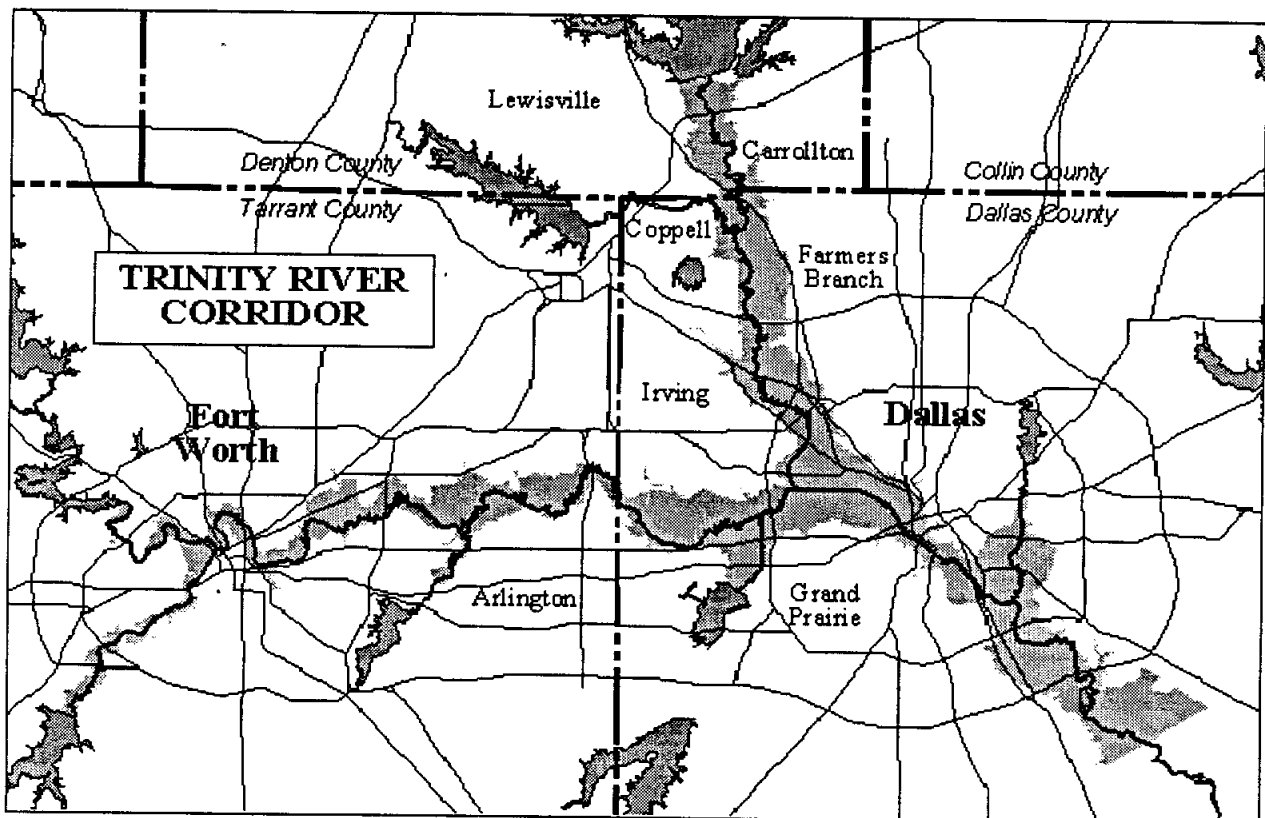 Lewisville
Carrollton
Denton County
Collin County
Tarrant County
Dallas County
Coppell
TRINITY RIVER
CORRIDOR
Farmers
Branch
Irving
Fort
Worth
Dallas
Arlington
Grand
Prairie